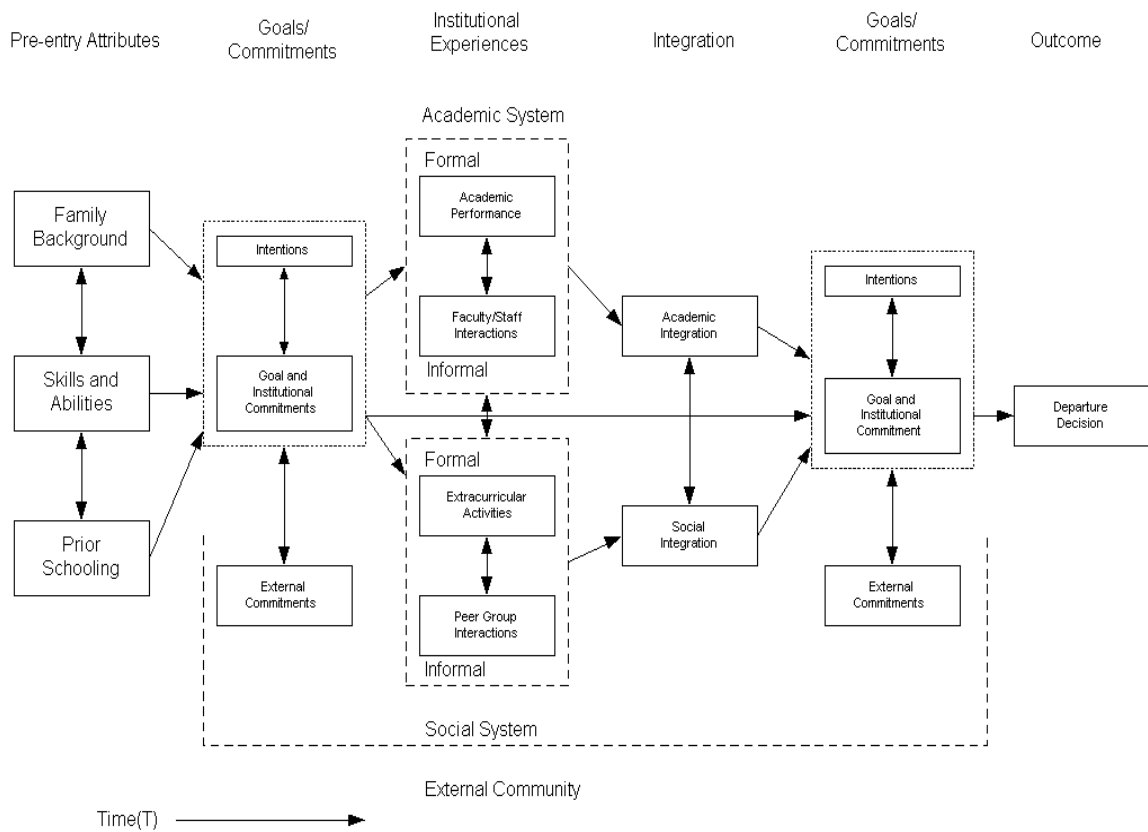 Pre-entry Attributes
Goals/
Commitments
Institutional
Experiences
Integration
Goals/
Commitments
Outcome
Academic System
Formal
Academic
Performance
Faculty/Staff
Interactions
Informal
Family
Background
Skills and
Abilities
Prior
Schooling
Intentions
Goal and
Institutional
Commitments
External
Commitments
Formal
Extracurricular
Activities
Peer Group
Interactions
Informal
Social System
Academic
Integration
Social
Integration
Intentions
Goal and
Institutional
Commitment
External
Commitments
Departure
Decision
External Community
Time(T)